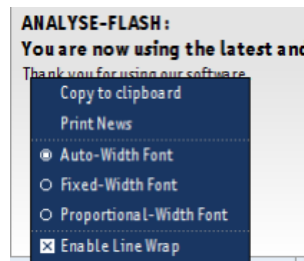 ANALYSE-FLASH:
You are now using the latest and
Thank you for using our software
Copy to clipboard
Print News
Auto-Width Font
Fixed-Width Font
Proportional-Width Font
Enable Line Wrap